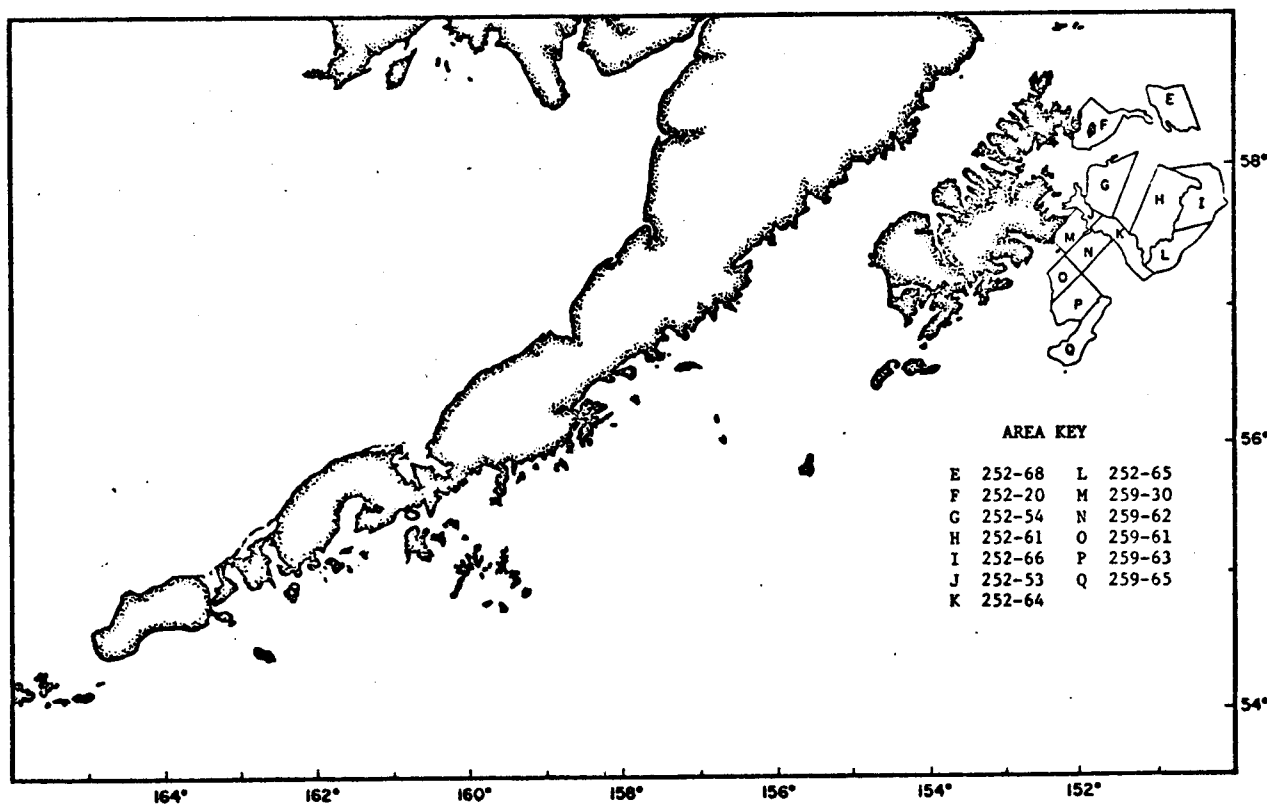 E
F
58°
G
H
I
K
M
N
L
O
P
Q
AREA KEY
56°
E 252-68 L 252-65
F 252-20 M 259-30
G 252-54 N 259-62
H 252-61 O 259-61
I 252-66 P 259-63
J 252-53 Q 259-65
K 252-64
54°
164° 162° 160° 158° 156° 154° 152°